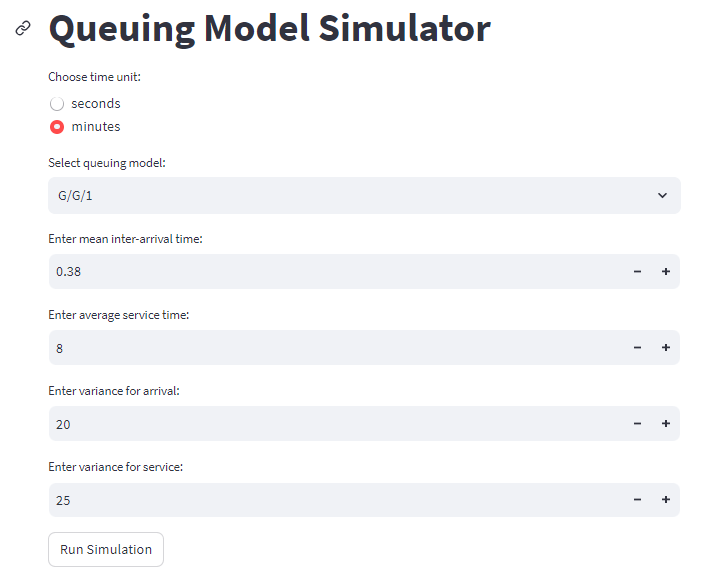 Queuing Model Simulator
Choose time unit:
seconds
minutes
Select queuing model:
G/G/1
Enter mean inter-arrival time:
0.38
Enter average service time:
8
Enter variance for arrival:
20
Enter variance for service:
25
Run Simulation